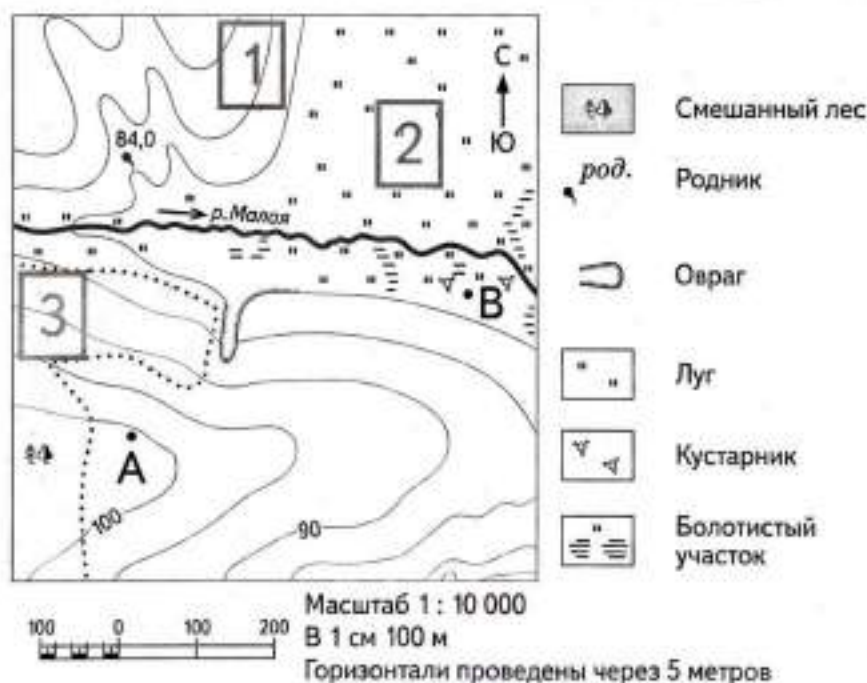 1
С
2
Ю
84,0
р. Малая
3
В
А
100
90
Смешанный лес
род.
Родник
Овраг
Луг
Кустарник
Болотистый
участок
100 0 100 200
Масштаб 1 : 10 000
В 1 см 100 м
Горизонтали проведены через 5 метров